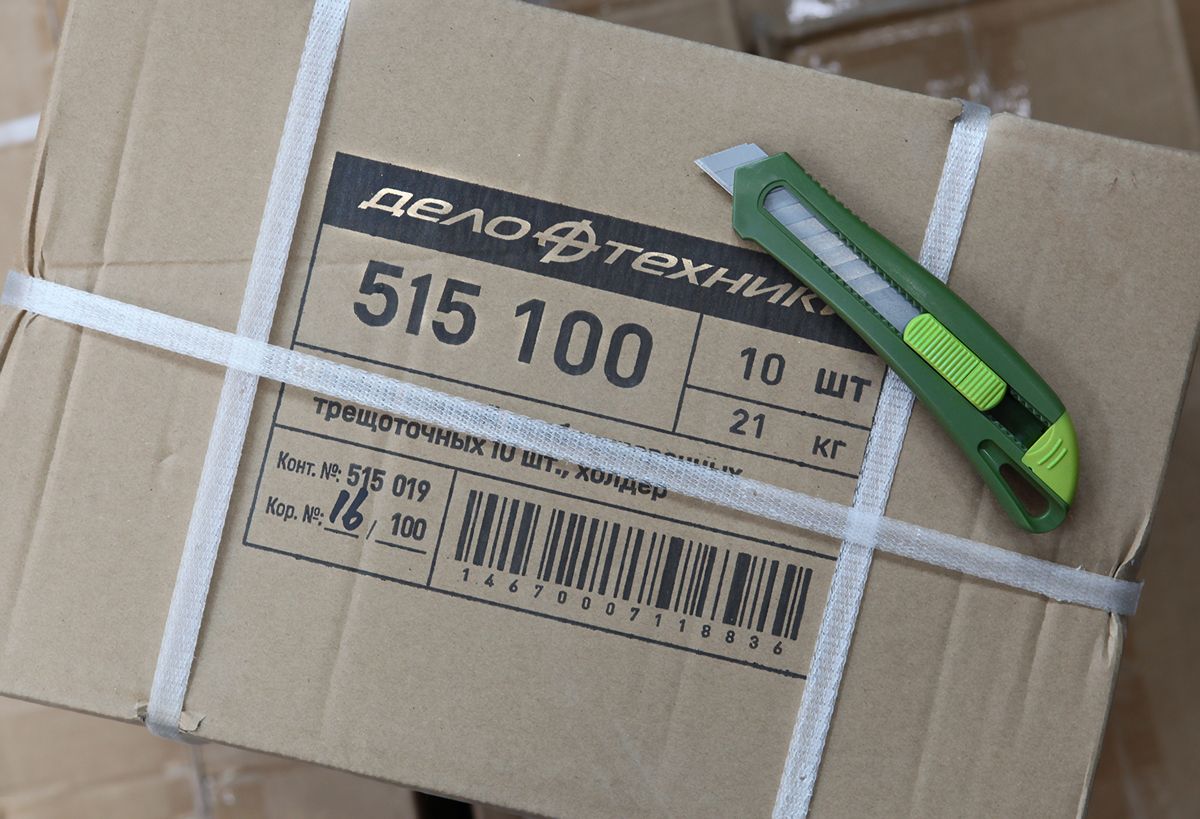 дело техники
515 100
10 шт
21 кг
трещоточных 10 шт., холдер
Конт. №: 515 019
Кор. №: 16 / 100
14670007118836